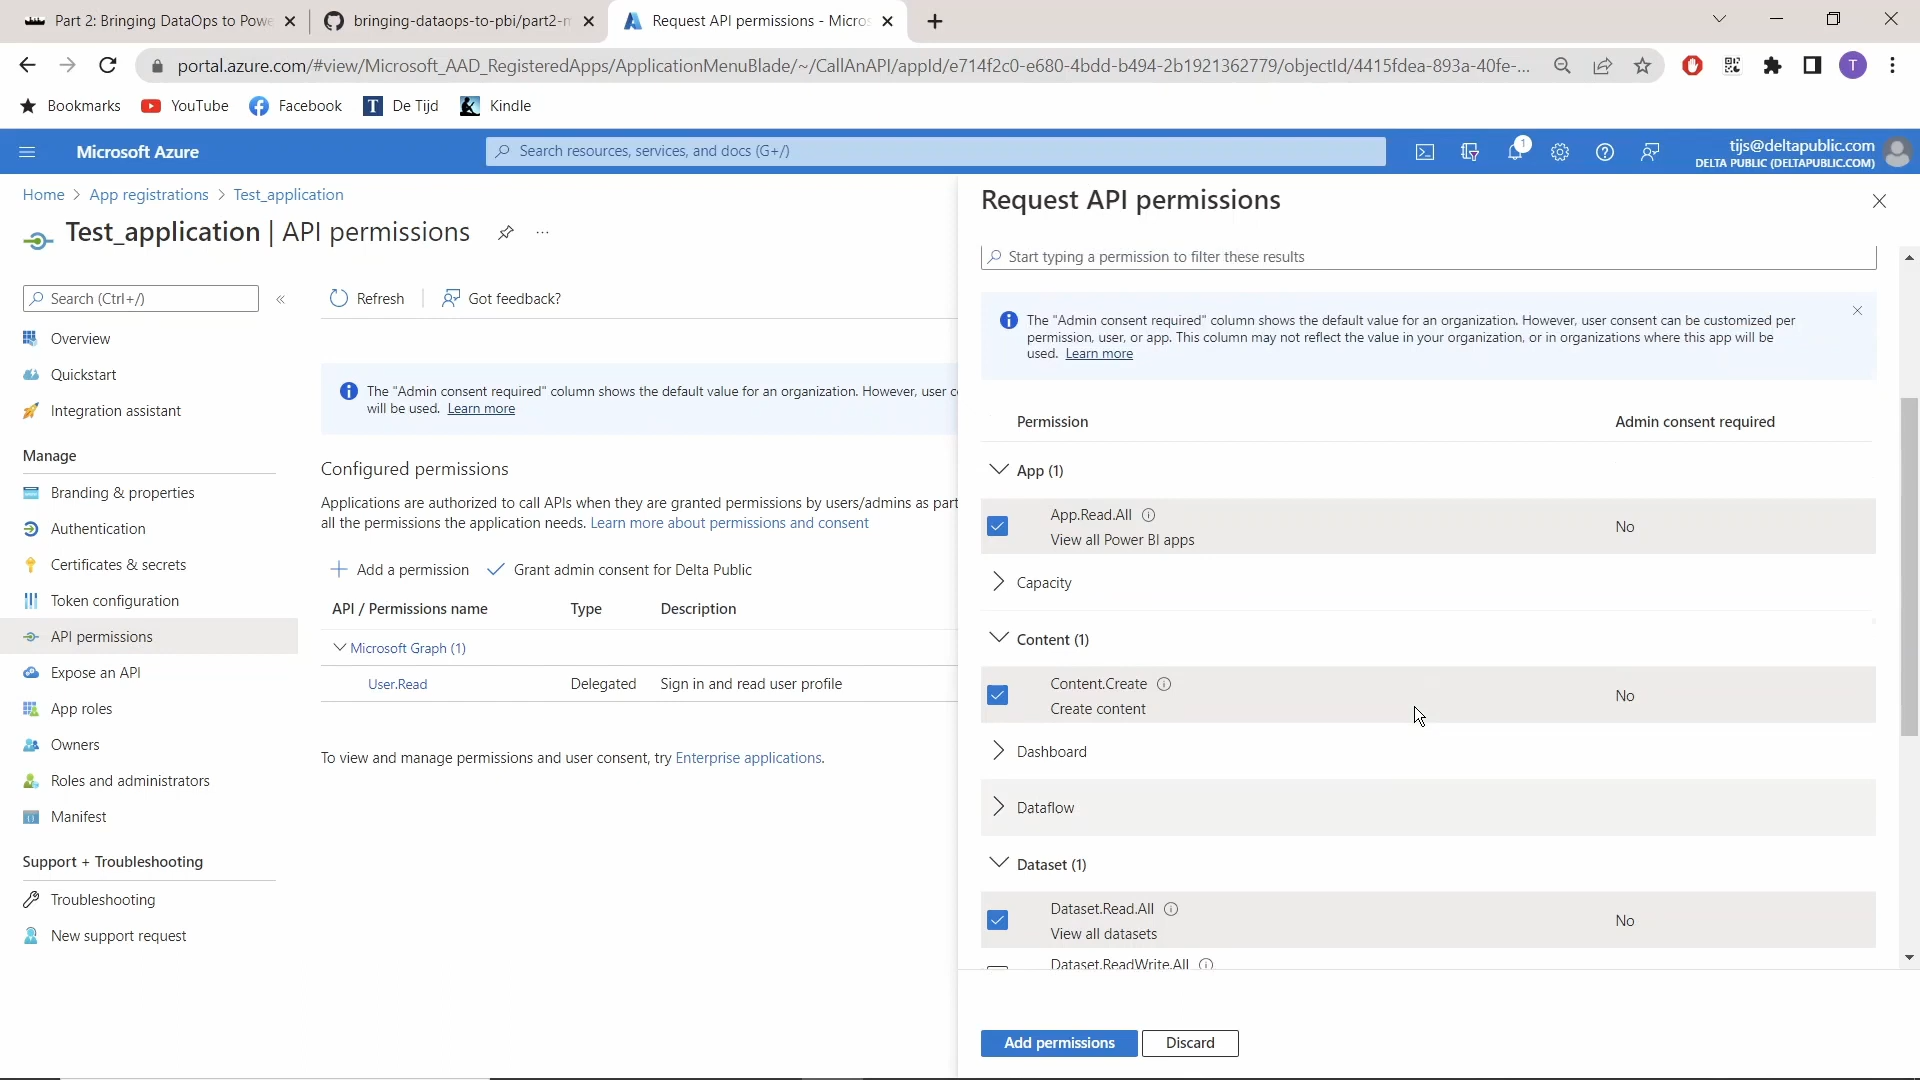 Part 2: Bringing DataOps to Powe
bringing-dataops-to-pbi/part2-m
Request API permissions - Micros
portal.azure.com/#view/Microsoft_AAD_RegisteredApps/ApplicationMenuBlade/~/CallAnAPI/appId/e714f2c0-e680-4bdd-b494-2b1921362779/objectId/4415fdea-893a-40fe-...
T
Bookmarks
YouTube
Facebook
T
De Tijd
Kindle
Microsoft Azure
Search resources, services, and docs (G+/)
1
tijs@deltapublic.com
DELTA PUBLIC (DELTAPUBLIC.COM)
Home > App registrations > Test_application
Test_application | API permissions
...
Search (Ctrl+/)
Overview
Quickstart
Integration assistant
Manage
Branding & properties
Authentication
Certificates & secrets
Token configuration
API permissions
Expose an API
App roles
Owners
Roles and administrators
Manifest
Support + Troubleshooting
Troubleshooting
New support request
Refresh
Got feedback?
The "Admin consent required" column shows the default value for an organization. However, user c
will be used. Learn more
Configured permissions
Applications are authorized to call APIs when they are granted permissions by users/admins as part
all the permissions the application needs. Learn more about permissions and consent
Add a permission
Grant admin consent for Delta Public
API / Permissions name
Type
Description
Microsoft Graph (1)
User.Read
Delegated
Sign in and read user profile
To view and manage permissions and user consent, try Enterprise applications.
Request API permissions
Start typing a permission to filter these results
The "Admin consent required" column shows the default value for an organization. However, user consent can be customized per
permission, user, or app. This column may not reflect the value in your organization, or in organizations where this app will be
used. Learn more
Permission
Admin consent required
App (1)
App.Read.All
View all Power BI apps
No
Capacity
Content (1)
Content.Create
Create content
No
Dashboard
Dataflow
Dataset (1)
Dataset.Read.All
View all datasets
No
Dataset.ReadWrite.All
Add permissions
Discard